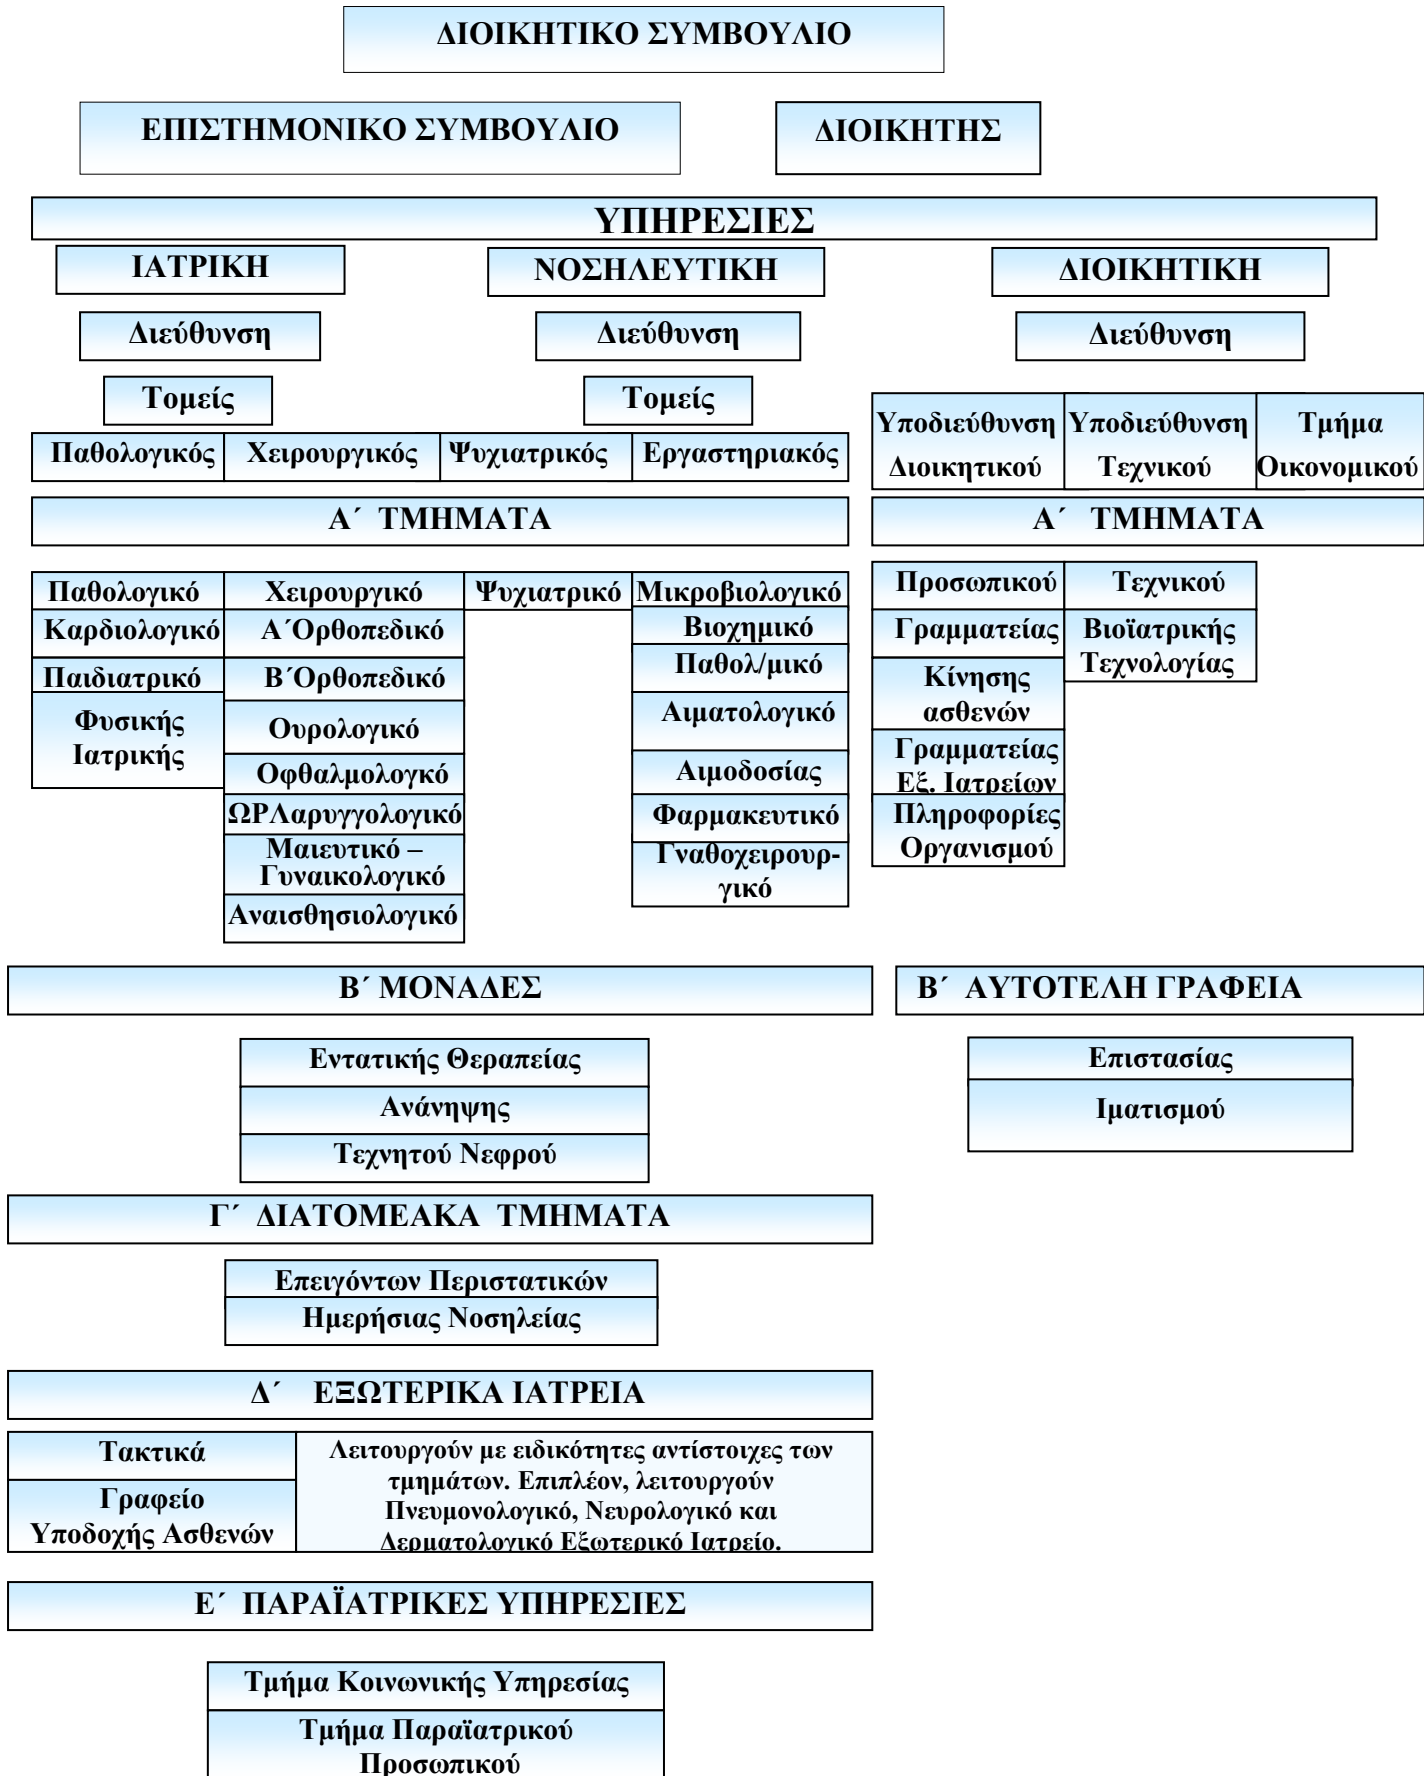 ΔΙΟΙΚΗΤΙΚΟ ΣΥΜΒΟΥΛΙΟ
ΕΠΙΣΤΗΜΟΝΙΚΟ ΣΥΜΒΟΥΛΙΟ
ΔΙΟΙΚΗΤΗΣ
ΥΠΗΡΕΣΙΕΣ
ΙΑΤΡΙΚΗ
ΝΟΣΗΛΕΥΤΙΚΗ
ΔΙΟΙΚΗΤΙΚΗ
Διεύθυνση
Διεύθυνση
Διεύθυνση
Τομείς
Τομείς
Παθολογικός
Χειρουργικός
Ψυχιατρικός
Εργαστηριακός
Υποδιεύθυνση
Διοικητικού
Υποδιεύθυνση
Τεχνικού
Τμήμα
Οικονομικού
Α΄ ΤΜΗΜΑΤΑ
Παθολογικό
Καρδιολογικό
Παιδιατρικό
Φυσικής
Ιατρικής
Χειρουργικό
Α΄Ορθοπεδικό
Β΄Ορθοπεδικό
Ουρολογικό
Οφθαλμολογκό
ΩΡΛαρυγγολογικό
Μαιευτικό –
Γυναικολογικό
Αναισθησιολογικό
Ψυχιατρικό
Μικροβιολογικό
Βιοχημικό
Παθολ/μικό
Αιματολογικό
Αιμοδοσίας
Φαρμακευτικό
Γναθοχειρουρ-
γικό
Α΄ ΤΜΗΜΑΤΑ
Προσωπικού
Γραμματείας
Κίνησης
ασθενών
Γραμματείας
Εξ. Ιατρείων
Πληροφορίες
Οργανισμού
Τεχνικού
Βιοϊατρικής
Τεχνολογίας
Β΄ ΜΟΝΑΔΕΣ
Εντατικής Θεραπείας
Ανάνηψης
Τεχνητού Νεφρού
Β΄ ΑΥΤΟΤΕΛΗ ΓΡΑΦΕΙΑ
Επιστασίας
Ιματισμού
Γ΄ ΔΙΑΤΟΜΕΑΚΑ ΤΜΗΜΑΤΑ
Επειγόντων Περιστατικών
Ημερήσιας Νοσηλείας
Δ΄ ΕΞΩΤΕΡΙΚΑ ΙΑΤΡΕΙΑ
Τακτικά
Γραφείο
Υποδοχής Ασθενών
Λειτουργούν με ειδικότητες αντίστοιχες των
τμημάτων. Επιπλέον, λειτουργούν
Πνευμονολογικό, Νευρολογικό και
Δερματολογικό Εξωτερικό Ιατρείο.
Ε΄ ΠΑΡΑΪΑΤΡΙΚΕΣ ΥΠΗΡΕΣΙΕΣ
Τμήμα Κοινωνικής Υπηρεσίας
Τμήμα Παραϊατρικού
Προσωπικού